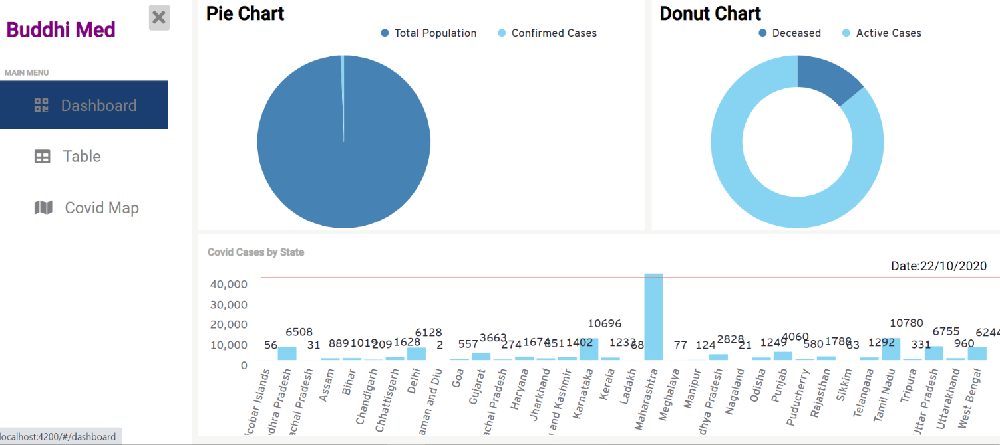 Buddhi Med
MAIN MENU
Dashboard
Table
Covid Map
localhost:4200/#/dashboard
Pie Chart
Total Population
Confirmed Cases
Donut Chart
Deceased
Active Cases
Covid Cases by State
Date:22/10/2020
40,000
30,000
20,000
10,000
0
56
6508
31
889
1019
209
1628
6128
2
557
3663
274
1674
851
1402
10696
1233
68
77
124
2828
21
1249
4060
580
1788
63
1292
10780
331
6755
960
6244
icobar Islands
dhra Pradesh
achal Pradesh
Assam
Bihar
Chandigarh
Chhattisgarh
Delhi
aman and Diu
Goa
Gujarat
achal Pradesh
Haryana
Jharkhand
u and Kashmir
Karnataka
Kerala
Ladakh
Maharashtra
Meghalaya
Manipur
dhya Pradesh
Nagaland
Odisha
Punjab
Puducherry
Rajasthan
Sikkim
Telangana
Tamil Nadu
Tripura
Uttar Pradesh
Uttarakhand
West Bengal